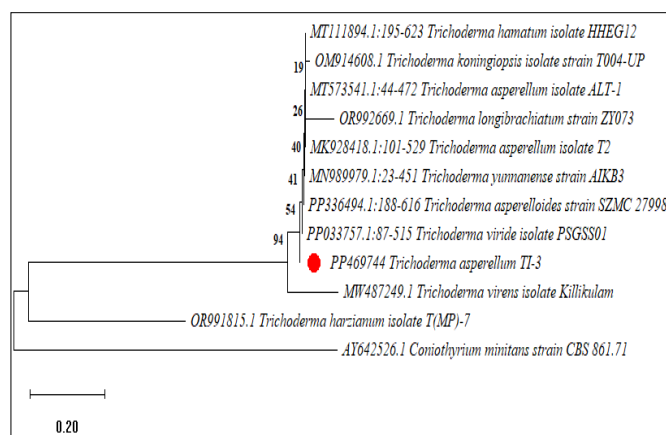 MT111894.1:195-623 Trichoderma hamatum isolate HHEG12
19
OM914608.1 Trichoderma koningiopsis isolate strain T004-UP
MT573541.1:44-472 Trichoderma asperellum isolate ALT-1
26
OR992669.1 Trichoderma longibrachiatum strain ZY073
40
MK928418.1:101-529 Trichoderma asperellum isolate T2
41
MN989979.1:23-451 Trichoderma yunnanense strain AIKB3
54
PP336494.1:188-616 Trichoderma asperelloides strain SZMC 27998
94
PP033757.1:87-515 Trichoderma viride isolate PSGSS01
PP469744 Trichoderma asperellum TI-3
MW487249.1 Trichoderma virens isolate Killikulam
OR991815.1 Trichoderma harzianum isolate T(MP)-7
AY642526.1 Coniothyrium minitans strain CBS 861.71
0.20